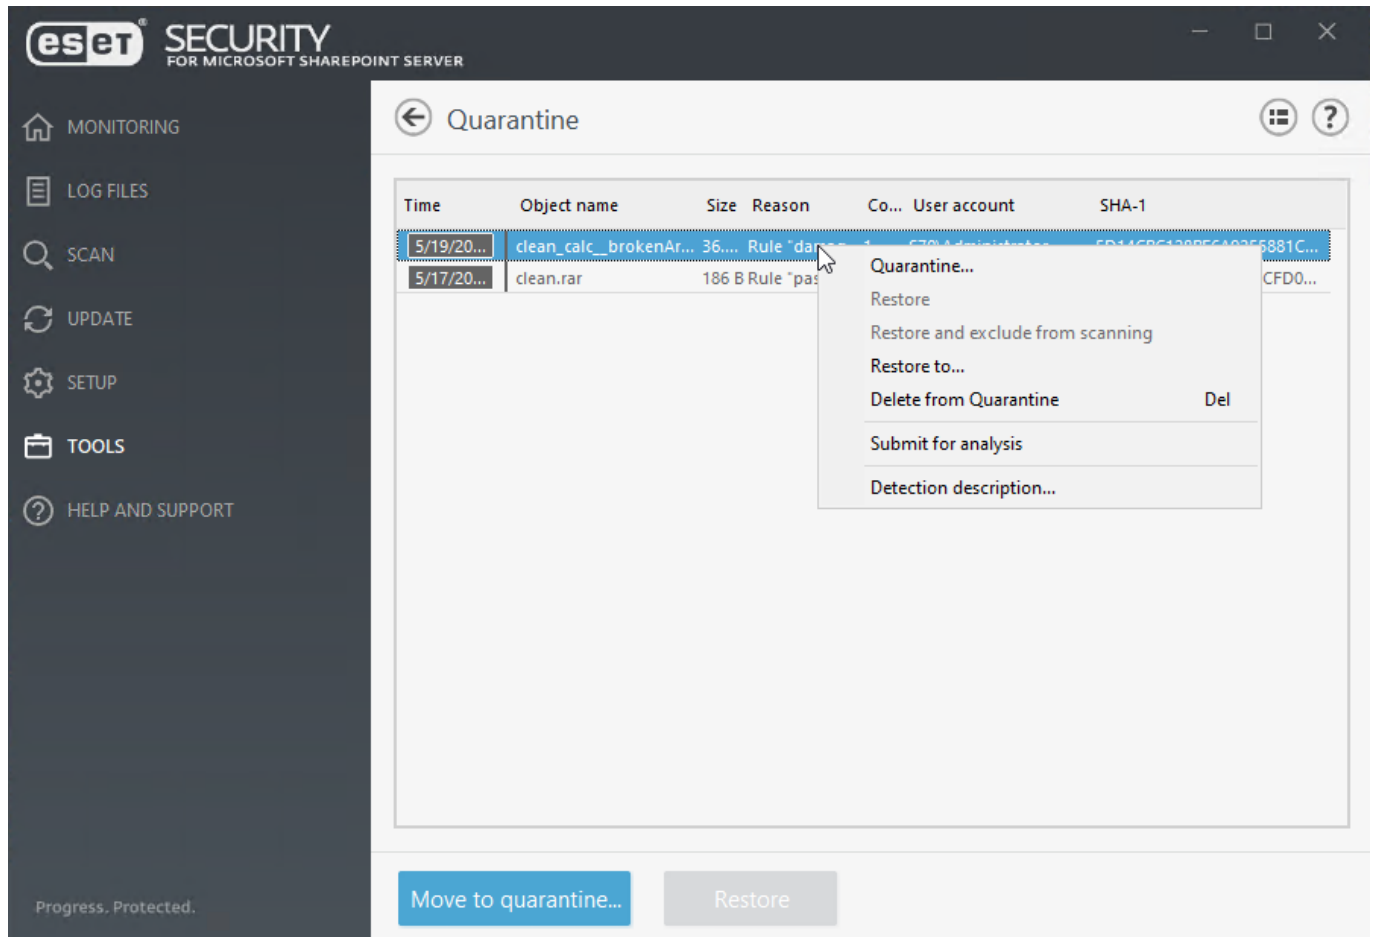 eset SECURITY
FOR MICROSOFT SHAREPOINT SERVER
MONITORING
LOG FILES
SCAN
UPDATE
SETUP
TOOLS
HELP AND SUPPORT
Progress. Protected.
Quarantine
Time Object name Size Reason Co... User account SHA-1
5/19/20... clean_calc__brokenAr... 36.... Rule "damag
5/17/20... clean.rar 186 B Rule "pas CFD0...
Quarantine...
Restore
Restore and exclude from scanning
Restore to...
Delete from Quarantine Del
Submit for analysis
Detection description...
Move to quarantine... Restore